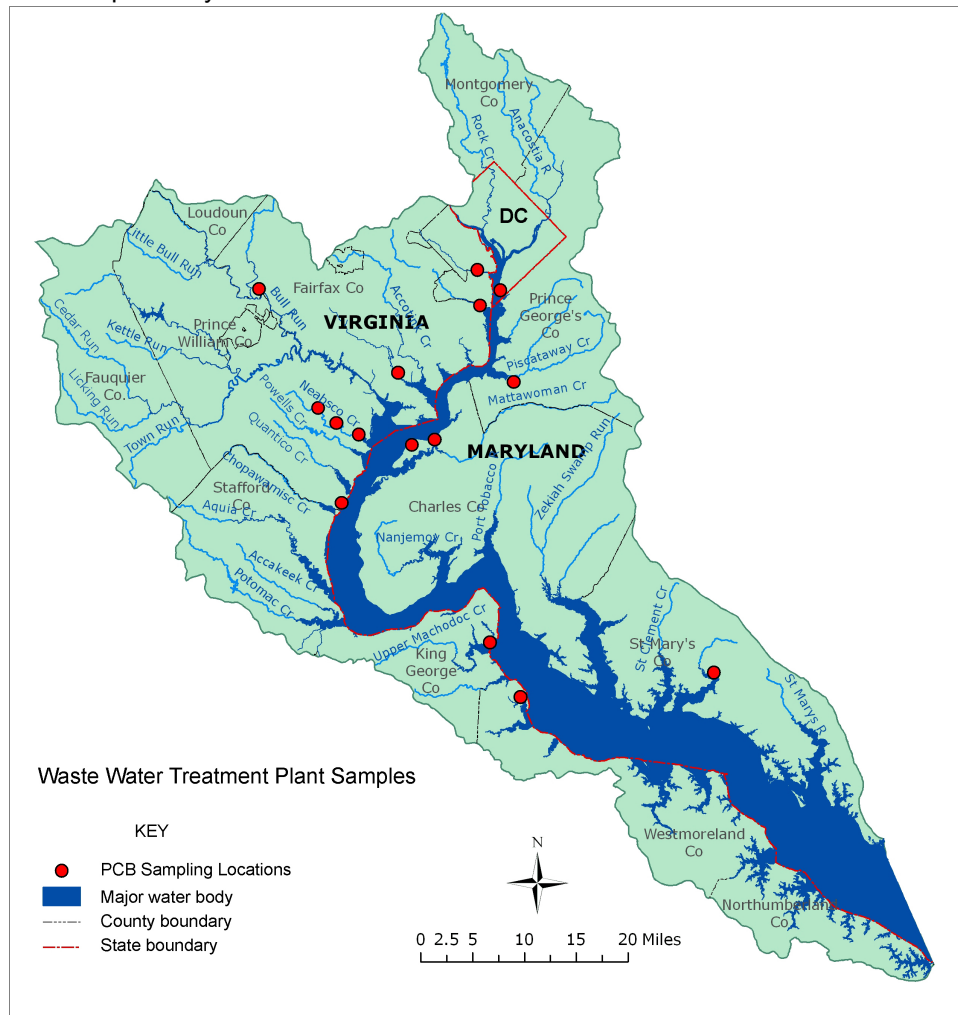 Montgomery
Co
Rock Cr
Anacostia R
DC
Loudoun
Co
Little Bull Run
Fairfax Co
Bull Run
Accotink Cr
VIRGINIA
Prince
George's
Co
Prince
William Co
Cedar Run
Kettle Run
Fauquier
Co.
Licking Run
Town Run
Piscataway Cr
Mattawoman Cr
Neabsco Cr
Powells Cr
Quantico Cr
MARYLAND
Chopawamisc Cr
Stafford
Co
Aquia Cr
Charles Co
Port Tobacco
Zekiah Swamp Run
Nanjemoy Cr
Accakeek Cr
Potomac Cr
Upper Machodoc Cr
King
George
Co
St Clement Cr
St Mary's
Co
St Marys R
Westmoreland
Co
Northumberland
Co
Waste Water Treatment Plant Samples
KEY
PCB Sampling Locations
Major water body
County boundary
State boundary
N
0 2.5 5 10 15 20 Miles